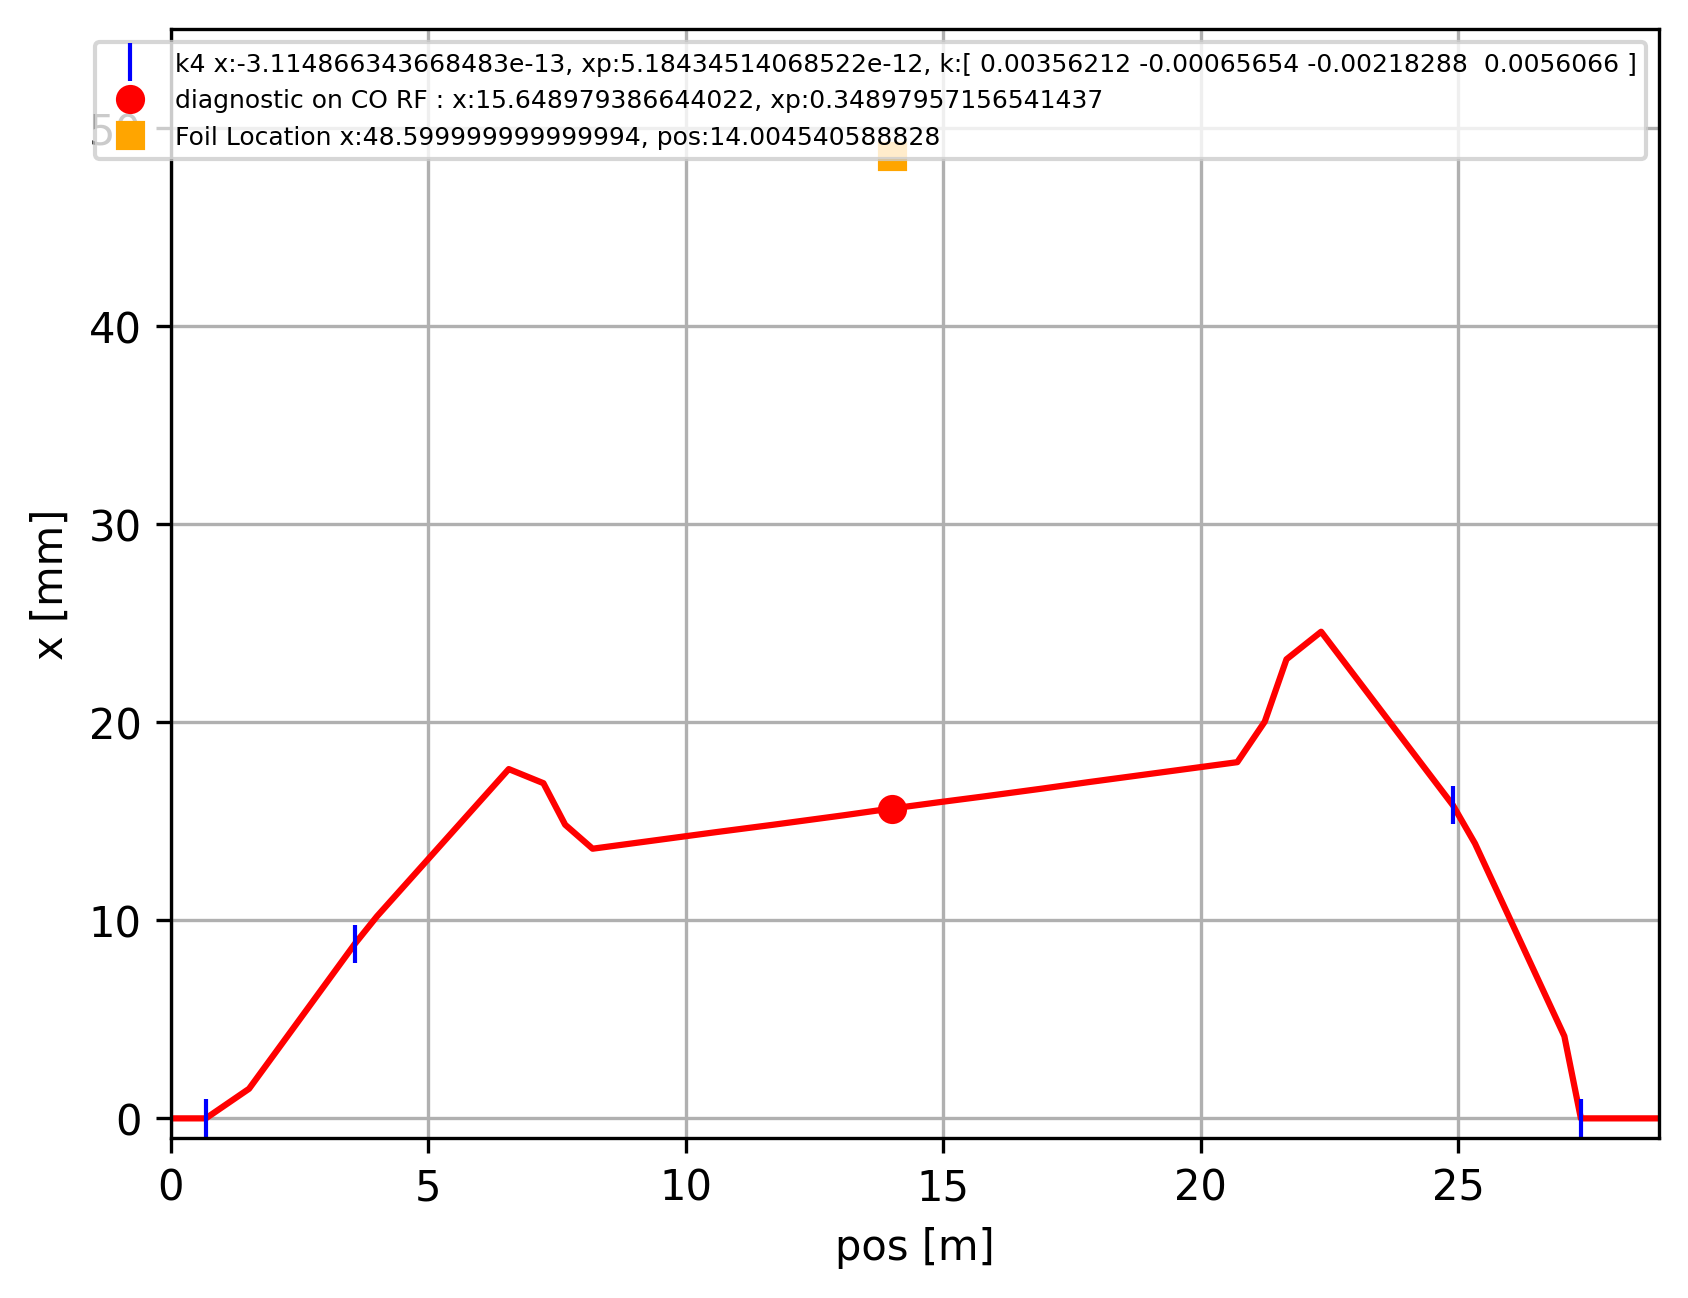 k4 x:-3.114866343668483e-13, xp:5.18434514068522e-12, k:[ 0.00356212 -0.00065654 -0.00218288  0.0056066 ]
diagnostic on CO RF : x:15.648979386644022, xp:0.34897957156541437
Foil Location x:48.599999999999994, pos:14.004540588828
50
40
30
20
10
0
x [mm]
0 5 10 15 20 25
pos [m]